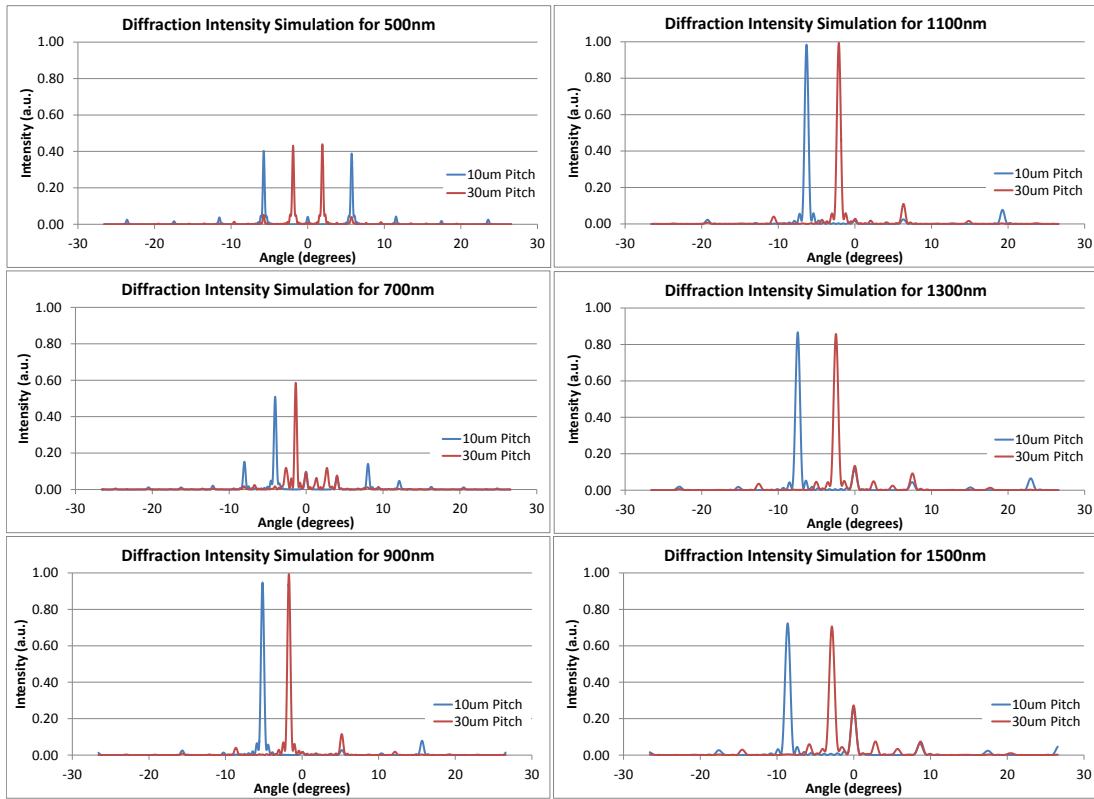 Diffraction Intensity Simulation for 500nm
Intensity (a.u.)
1.00
0.80
0.60
0.40
0.20
0.00
-30 -20 -10 0 10 20 30
Angle (degrees)
10um Pitch
30um Pitch
Diffraction Intensity Simulation for 1100nm
Intensity (a.u.)
1.00
0.80
0.60
0.40
0.20
0.00
-30 -20 -10 0 10 20 30
Angle (degrees)
10um Pitch
30um Pitch
Diffraction Intensity Simulation for 700nm
Intensity (a.u.)
1.00
0.80
0.60
0.40
0.20
0.00
-30 -20 -10 0 10 20 30
Angle (degrees)
10um Pitch
30um Pitch
Diffraction Intensity Simulation for 1300nm
Intensity (a.u.)
1.00
0.80
0.60
0.40
0.20
0.00
-30 -20 -10 0 10 20 30
Angle (degrees)
10um Pitch
30um Pitch
Diffraction Intensity Simulation for 900nm
Intensity (a.u.)
1.00
0.80
0.60
0.40
0.20
0.00
-30 -20 -10 0 10 20 30
Angle (degrees)
10um Pitch
30um Pitch
Diffraction Intensity Simulation for 1500nm
Intensity (a.u.)
1.00
0.80
0.60
0.40
0.20
0.00
-30 -20 -10 0 10 20 30
Angle (degrees)
10um Pitch
30um Pitch